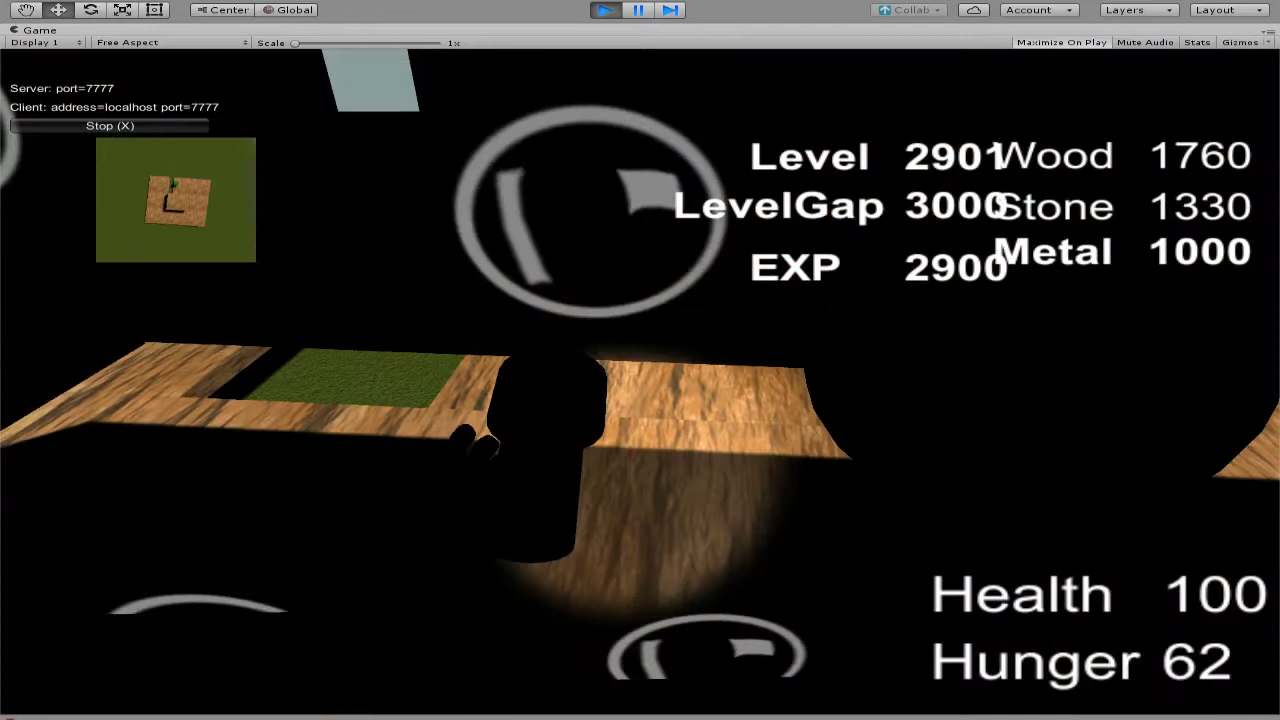 Center Global Collab Account Layers Layout
Game
Display 1 Free Aspect Scale 1x Maximize On Play Mute Audio Stats Gizmos
Server: port=7777
Client: address=localhost port=7777
Stop (X)
Level 2901 Wood 1760
LevelGap 3000 Stone 1330
Metal 1000
EXP 2900
Health 100
Hunger 62